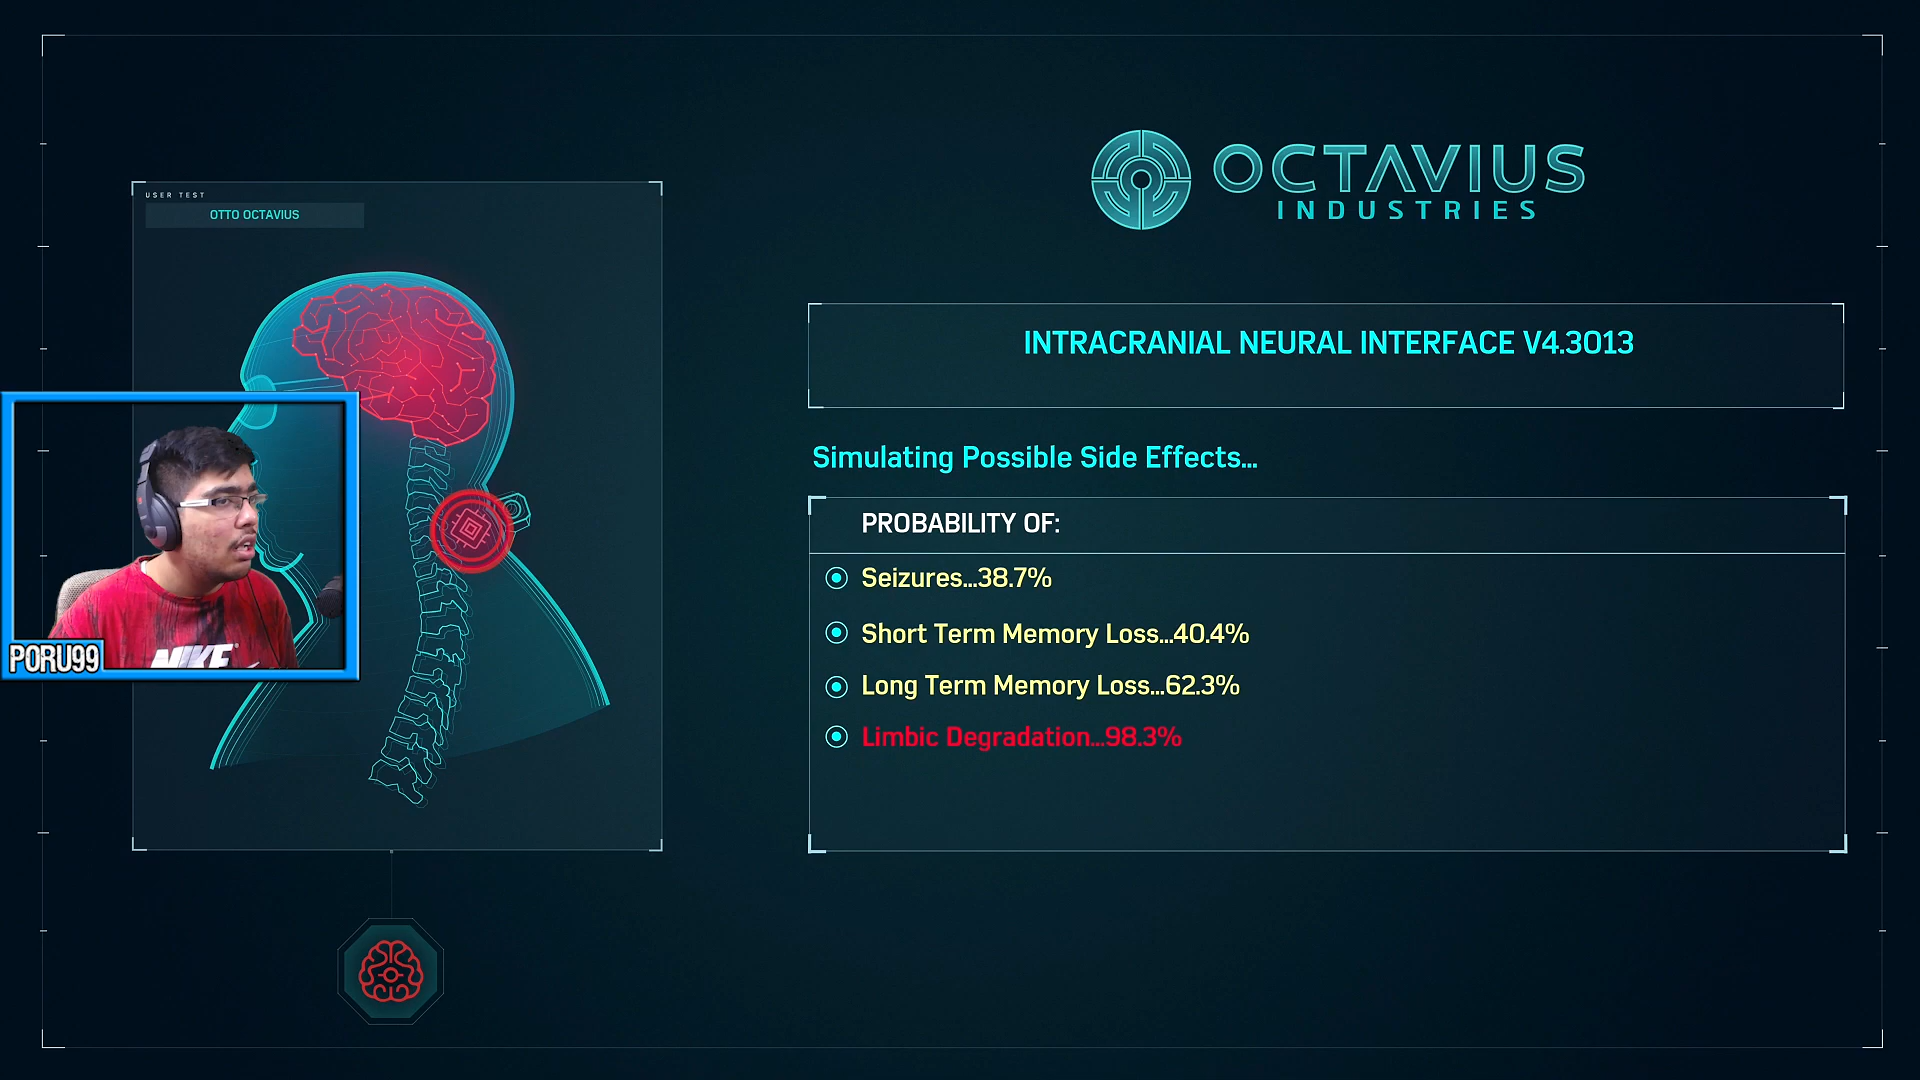 OCTAVIUS
INDUSTRIES
USER TEST
OTTO OCTAVIUS
INTRACRANIAL NEURAL INTERFACE V4.3013
Simulating Possible Side Effects...
PROBABILITY OF:
Seizures...38.7%
Short Term Memory Loss...40.4%
Long Term Memory Loss...62.3%
Limbic Degradation...98.3%
PORU99
NIKE